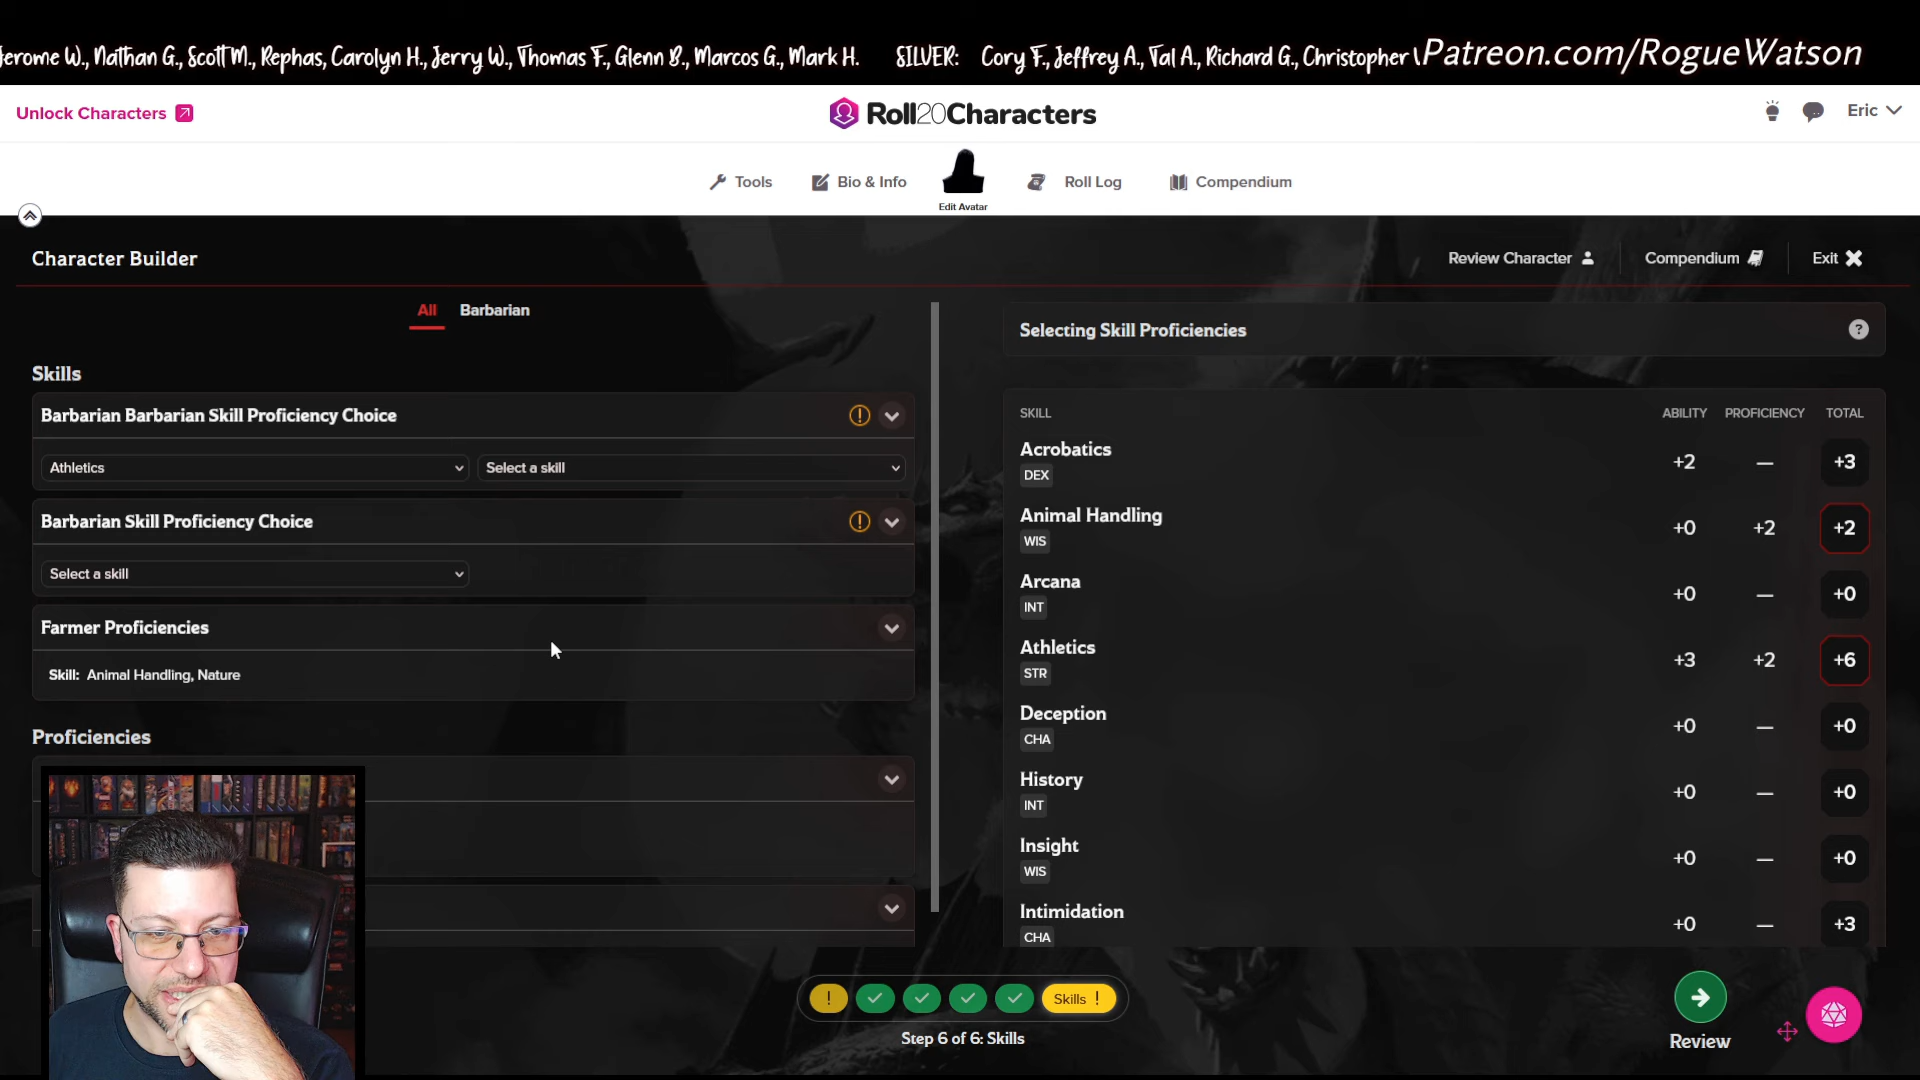 Jerome W., Nathan G., Scott M., Rephas, Carolyn H., Jerry W., Thomas F., Glenn B., Marcos G., Mark H. SILVER: Cory F., Jeffrey A., Tal A., Richard G., Christopher Patreon.com/RogueWatson
Unlock Characters
Roll20Characters
Eric
Tools
Bio & Info
Edit Avatar
Roll Log
Compendium
Character Builder
Review Character
Compendium
Exit
All
Barbarian
Selecting Skill Proficiencies
?
Skills
Barbarian Barbarian Skill Proficiency Choice
!
Athletics
Select a skill
Barbarian Skill Proficiency Choice
!
Select a skill
Farmer Proficiencies
Skill: Animal Handling, Nature
Proficiencies
SKILL ABILITY PROFICIENCY TOTAL
Acrobatics
DEX
+2 — +3
Animal Handling
WIS
+0 +2 +2
Arcana
INT
+0 — +0
Athletics
STR
+3 +2 +6
Deception
CHA
+0 — +0
History
INT
+0 — +0
Insight
WIS
+0 — +0
Intimidation
CHA
+0 — +3
! Skills !
Step 6 of 6: Skills
Review